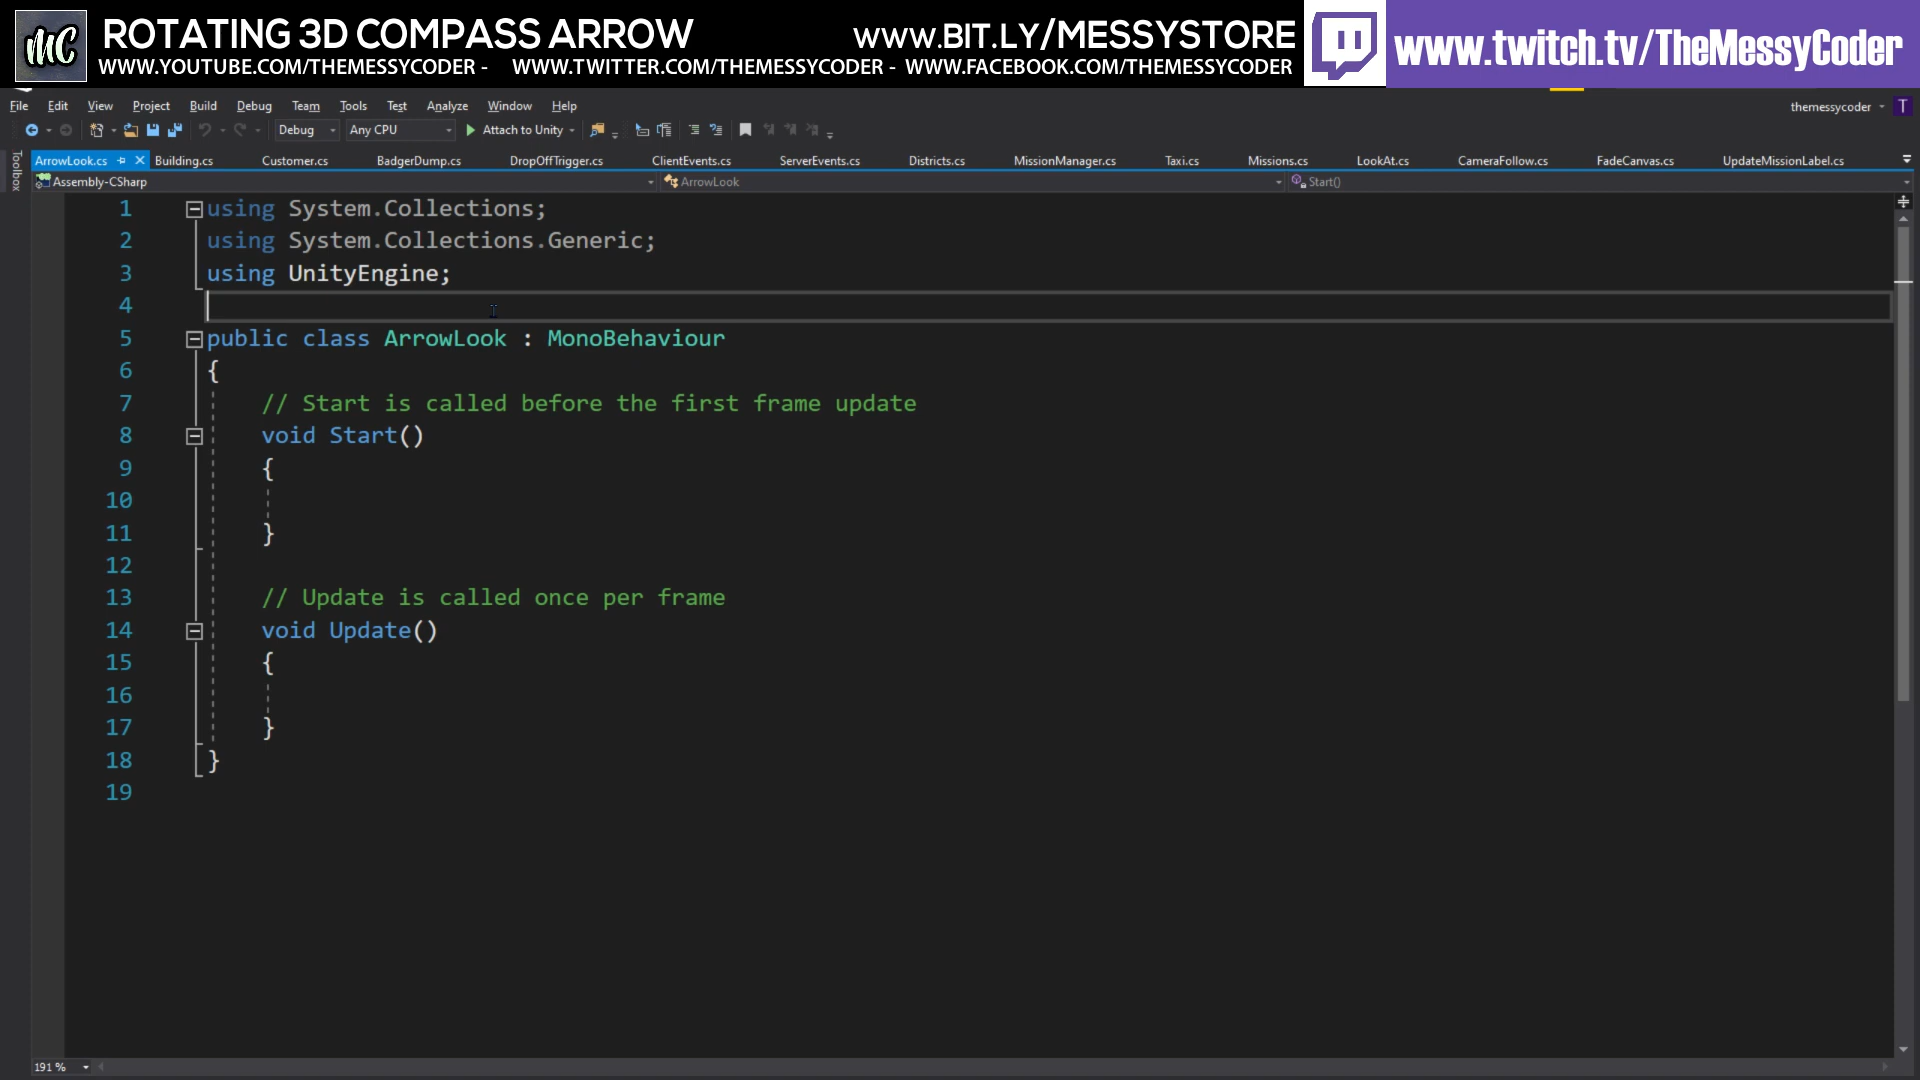 MC ROTATING 3D COMPASS ARROW www.BIT.LY/MESSYSTORE www.twitch.tv/TheMessyCoder
WWW.YOUTUBE.COM/THEMESSYCODER - WWW.TWITTER.COM/THEMESSYCODER - WWW.FACEBOOK.COM/THEMESSYCODER
File Edit View Project Build Debug Team Tools Test Analyze Window Help themessycoder T
Debug Any CPU Attach to Unity
Toolbox
ArrowLook.cs Building.cs Customer.cs BadgerDump.cs DropOffTrigger.cs ClientEvents.cs ServerEvents.cs Districts.cs MissionManager.cs Taxi.cs Missions.cs LookAt.cs CameraFollow.cs FadeCanvas.cs UpdateMissionLabel.cs
Assembly-CSharp ArrowLook Start()
1 using System.Collections;
2 using System.Collections.Generic;
3 using UnityEngine;
4
5 public class ArrowLook : MonoBehaviour
6 {
7 // Start is called before the first frame update
8 void Start()
9 {
10
11 }
12
13 // Update is called once per frame
14 void Update()
15 {
16
17 }
18 }
19
191 %